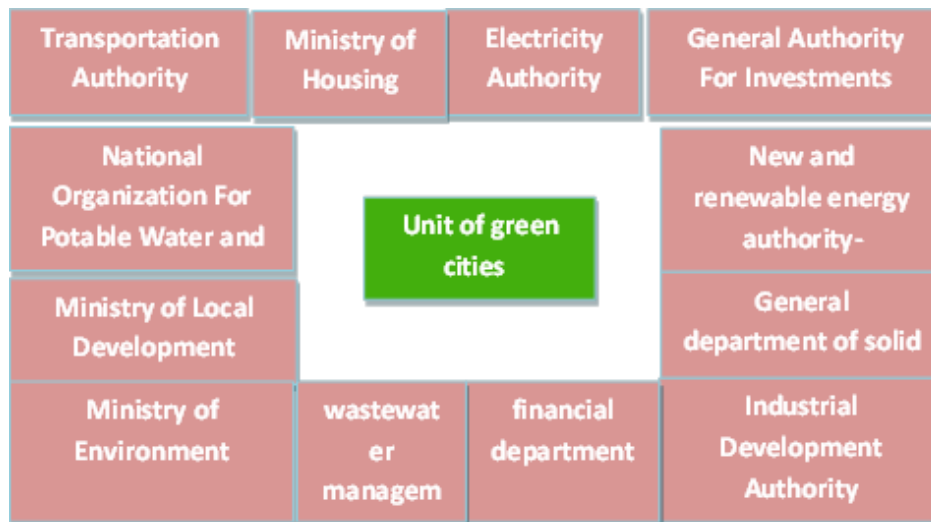 Transportation
Authority
Ministry of
Housing
Electricity
Authority
General Authority
For Investments
National
Organization For
Potable Water and
Unit of green
cities
New and
renewable energy
authority-
Ministry of Local
Development
General
department of solid
Ministry of
Environment
wastewat
er
managem
financial
department
Industrial
Development
Authority